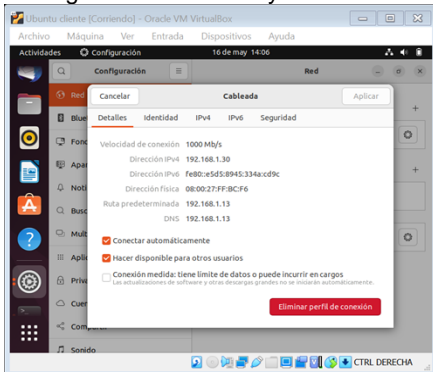 Ubuntu cliente [Corriendo] - Oracle VM VirtualBox
Archivo Máquina Ver Entrada Dispositivos Ayuda
Actividades Configuración 16 de may 14:06
Configuración Red
Red
Cancelar Cableada Aplicar
Detalles Identidad IPv4 IPv6 Seguridad
Velocidad de conexión 1000 Mb/s
Dirección IPv4 192.168.1.30
Dirección IPv6 fe80::e5d5:8945:334a:cd9c
Dirección física 08:00:27:FF:BC:F6
Ruta predeterminada 192.168.1.13
DNS 192.168.1.13
Conectar automáticamente
Hacer disponible para otros usuarios
Conexión medida: tiene límite de datos o puede incurrir en cargos
Las actualizaciones de software y otras descargas grandes no se iniciarán automáticamente.
Eliminar perfil de conexión
Blue
Fond
Apar
Noti
Busc
Mult
Aplic
Priva
Cuen
Sonido
CTRL DERECHA